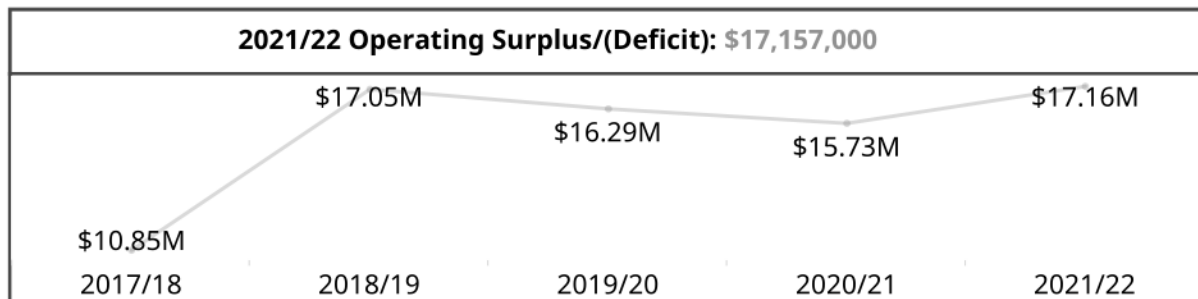 2021/22 Operating Surplus/(Deficit): $17,157,000
$17.05M
$17.16M
$16.29M
$15.73M
$10.85M
2017/18 2018/19 2019/20 2020/21 2021/22